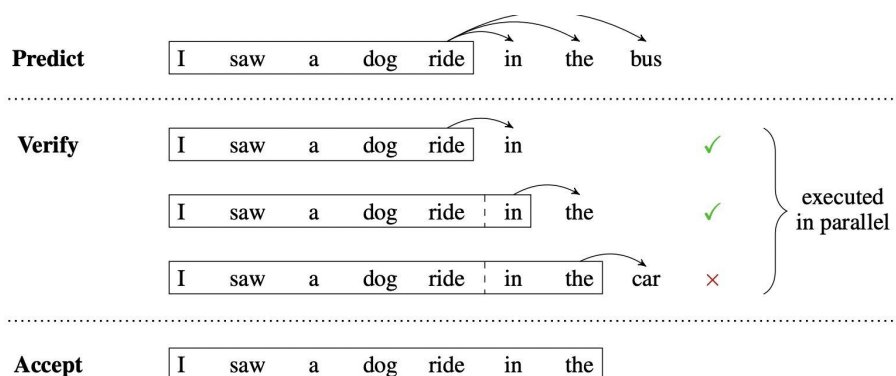 Predict I saw a dog ride in the bus
Verify I saw a dog ride in ✓
I saw a dog ride in the ✓
executed
in parallel
I saw a dog ride in the car ×
Accept I saw a dog ride in the